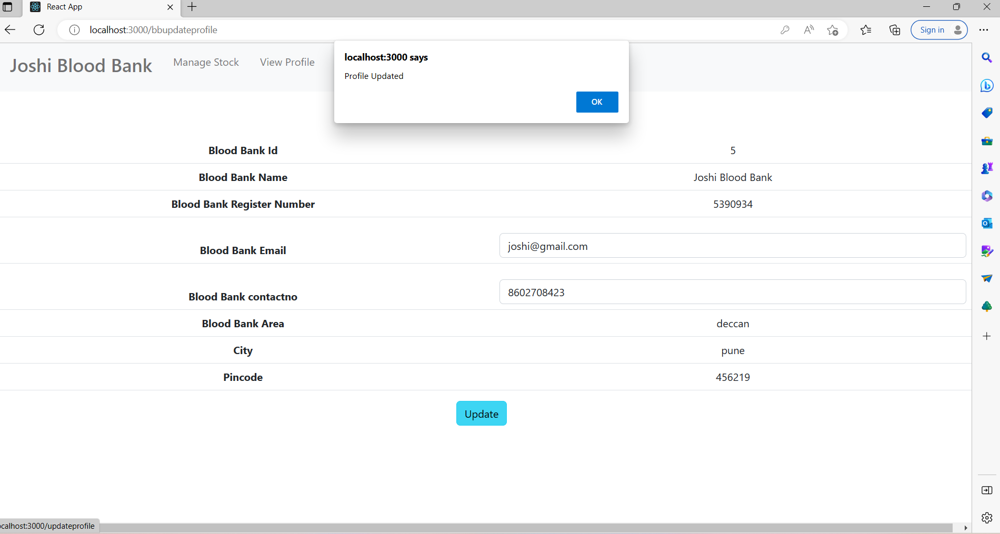 React App
localhost:3000/bbupdateprofile
Sign in
Joshi Blood Bank
Manage Stock
View Profile
localhost:3000 says
Profile Updated
OK
Blood Bank Id 5
Blood Bank Name Joshi Blood Bank
Blood Bank Register Number 5390934
Blood Bank Email joshi@gmail.com
Blood Bank contactno 8602708423
Blood Bank Area deccan
City pune
Pincode 456219
Update
ocalhost:3000/updateprofile